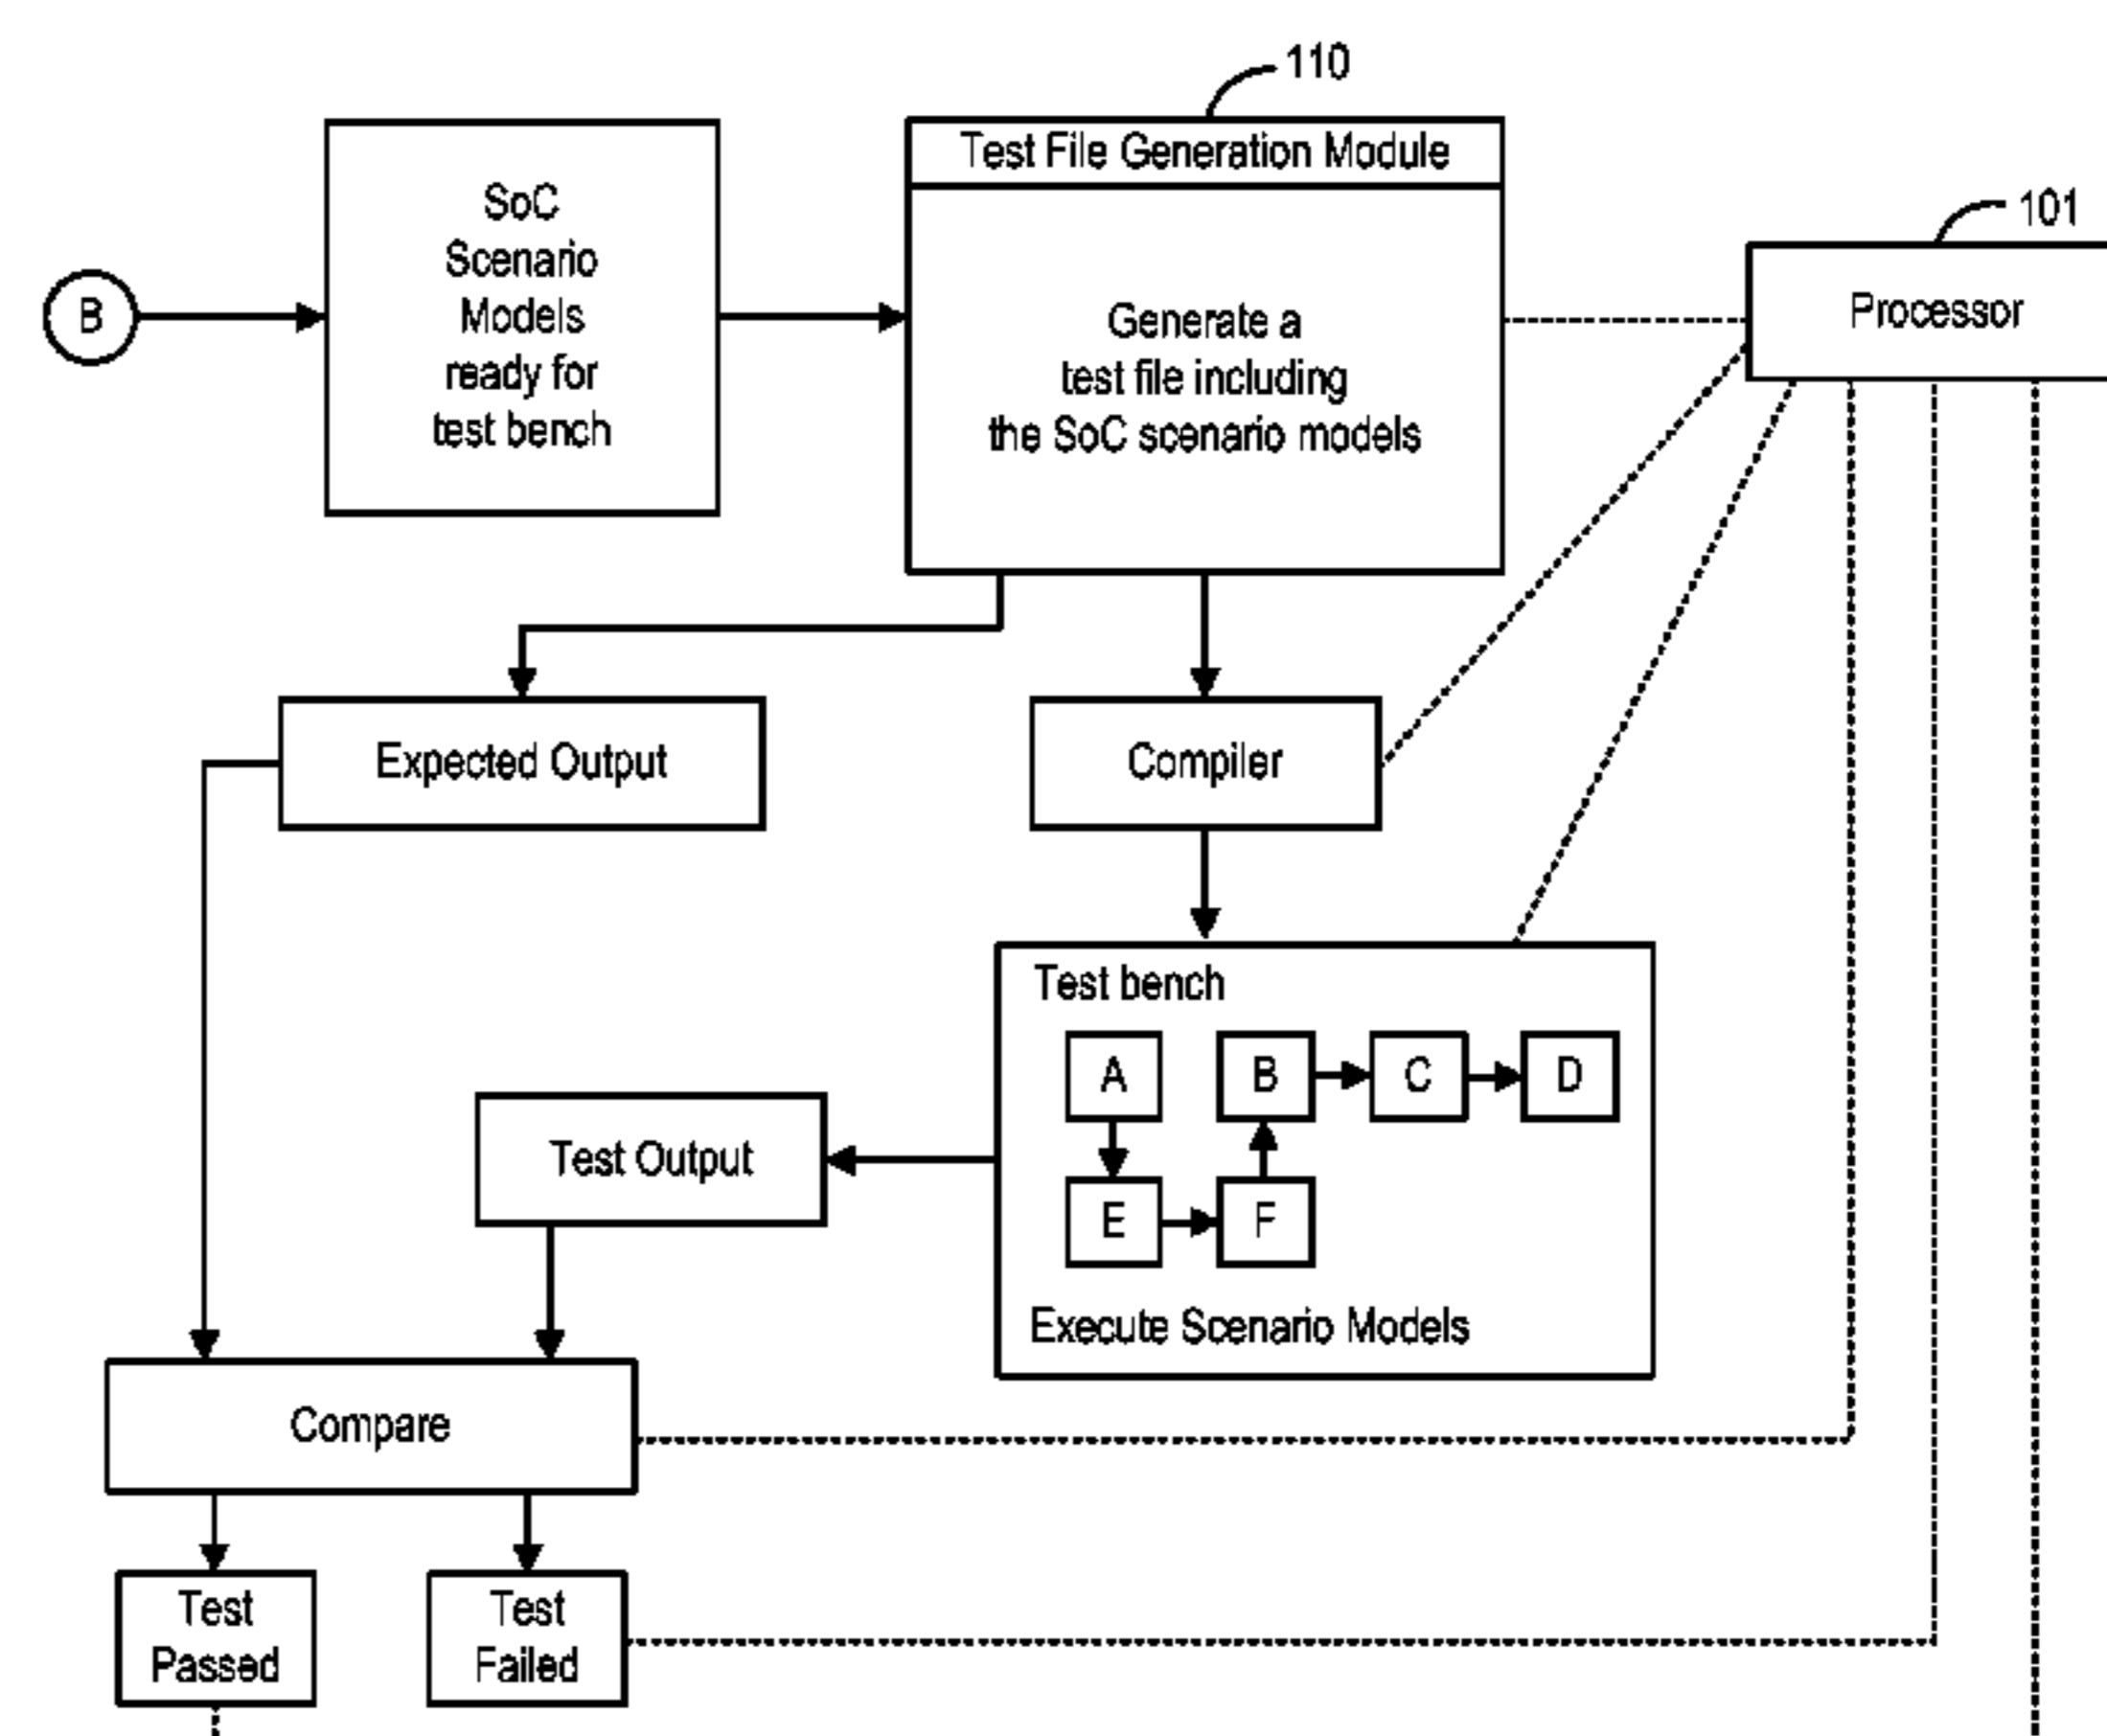 110
Test File Generation Module
101
SoC
Scenario
Models
ready for
test bench
B
Generate a
test file including
the SoC scenario models
Processor
Expected Output
Compiler
Test bench
A
B
C
D
Test Output
E
F
Execute Scenario Models
Compare
Test
Passed
Test
Failed